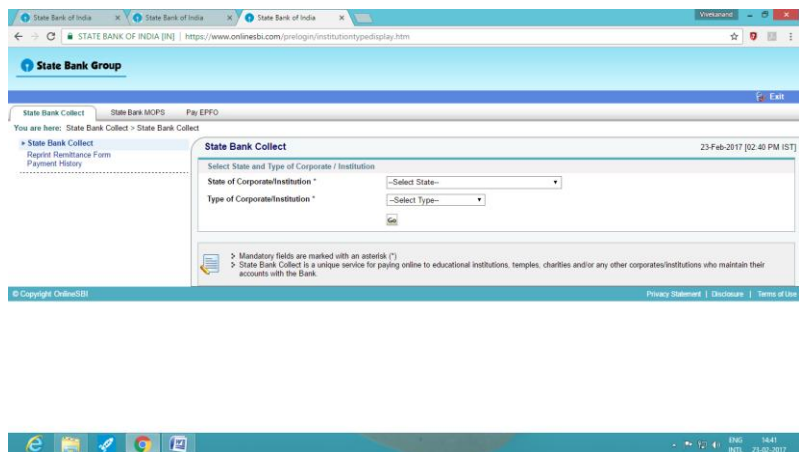 State Bank of India
State Bank of India
State Bank of India
Vivekanand
STATE BANK OF INDIA [IN] https://www.onlinesbi.com/prelogin/institutiontypedisplay.htm
State Bank Group
Exit
State Bank Collect State Bank MOPS Pay EPFO
You are here: State Bank Collect > State Bank Collect
State Bank Collect
Reprint Remittance Form
Payment History
State Bank Collect 23-Feb-2017 [02:40 PM IST]
Select State and Type of Corporate / Institution
State of Corporate/Institution * --Select State--
Type of Corporate/Institution * --Select Type--
Go
Mandatory fields are marked with an asterisk (*)
State Bank Collect is a unique service for paying online to educational institutions, temples, charities and/or any other corporates/institutions who maintain their
accounts with the Bank.
© Copyright OnlineSBI Privacy Statement | Disclosure | Terms of Use
ENG 14:41
INTL 23-02-2017